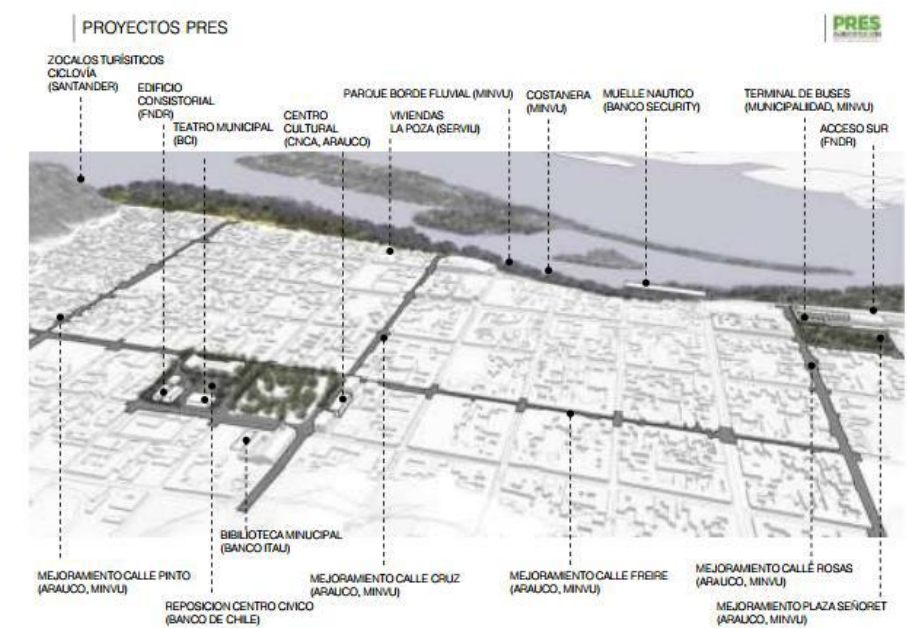 PROYECTOS PRES
PRES
ZOCALOS TURÍSITICOS
CICLOVÍA
(SANTANDER)
EDIFICIO
CONSISTORIAL
(FNDR)
TEATRO MUNICIPAL
(BCI)
CENTRO
CULTURAL
(CNCA, ARAUCO)
PARQUE BORDE FLUVIAL (MINVU)
VIVIENDAS
LA POZA (SERVIU)
COSTANERA
(MINVU)
MUELLE NAUTICO
(BANCO SECURITY)
TERMINAL DE BUSES
(MUNICIPALIIDAD, MINVU)
ACCESO SUR
(FNDR)
BIBILIOTECA MINUCIPAL
(BANCO ITAU)
MEJORAMIENTO CALLE PINTO
(ARAUCO, MINVU)
REPOSICION CENTRO CIVICO
(BANCO DE CHILE)
MEJORAMIENTO CALLE CRUZ
(ARAUCO, MINVU)
MEJORAMIENTO CALLE FREIRE
(ARAUCO, MINVU)
MEJORAMIENTO CALLE ROSAS
(ARAUCO, MINVU)
MEJORAMIENTO PLAZA SEÑORET
(ARAUCO, MINVU)